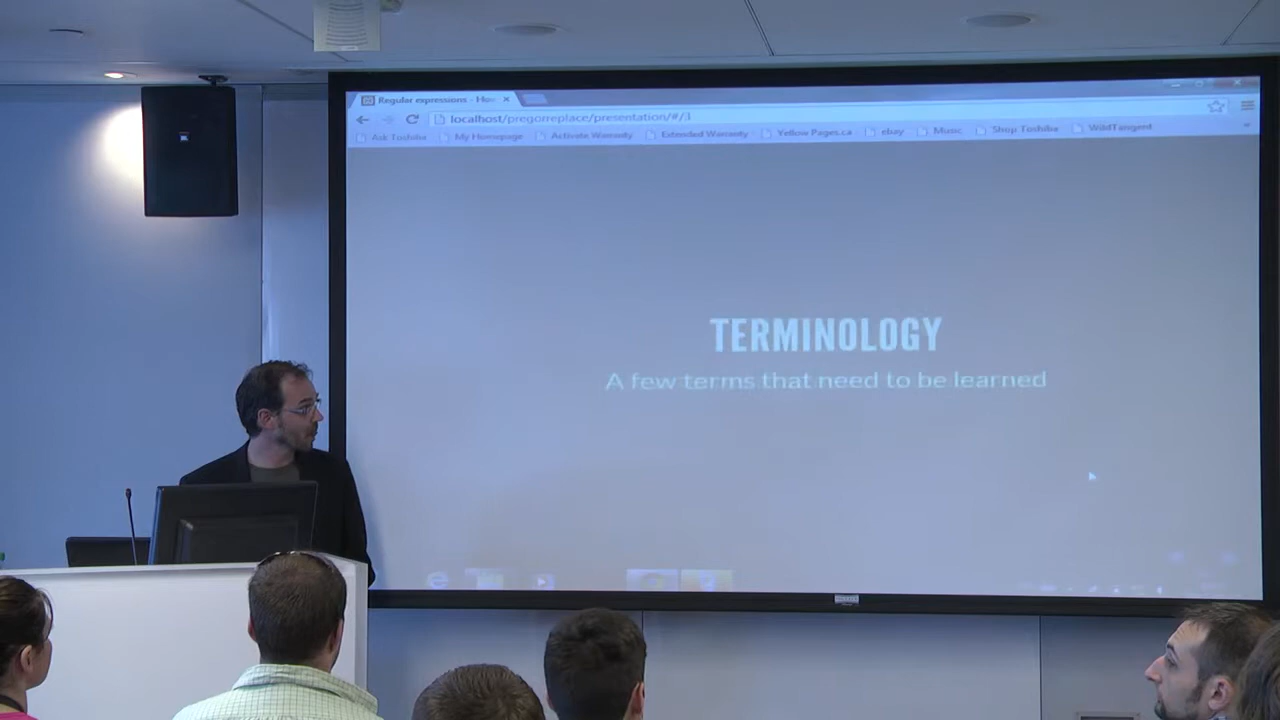 Regular expressions - Ho
localhost/pregorreplace/presentation/#/3
Ask Toshiba My Homepage Activate Warranty Extended Warranty Yellow Pages.ca ebay Music Shop Toshiba WildTangent
TERMINOLOGY
A few terms that need to be learned
JBL